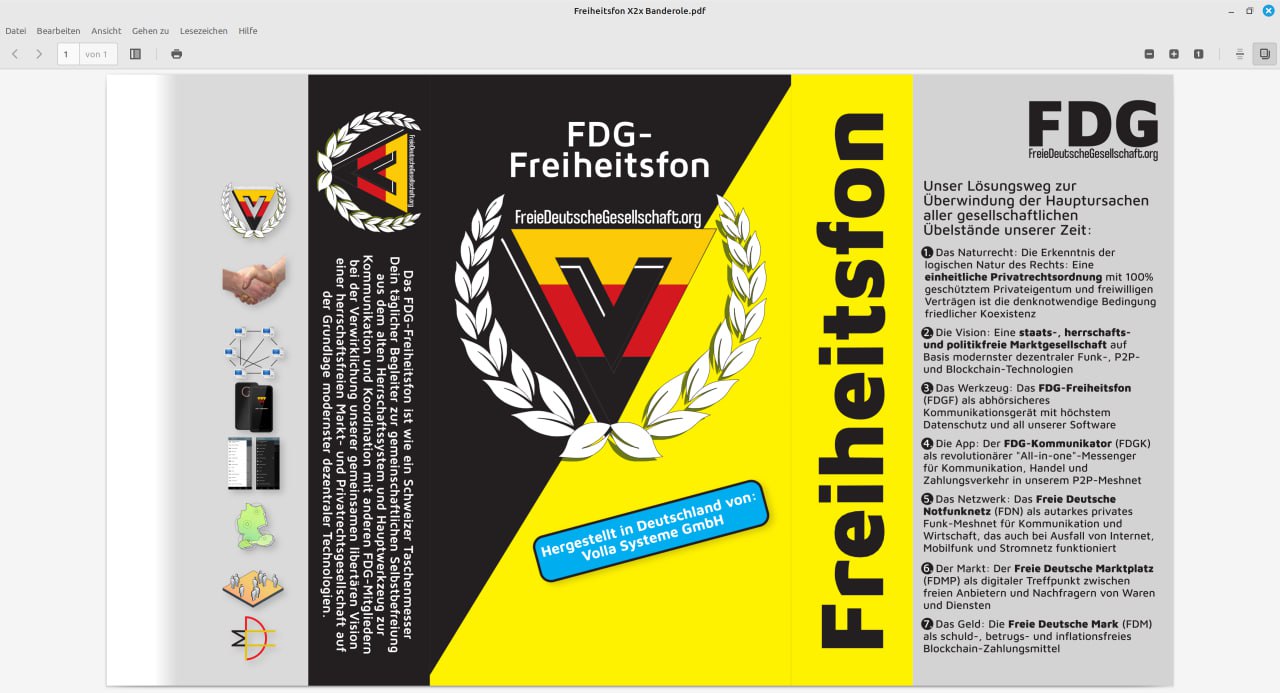 Freiheitsfon X2x Banderole.pdf
Datei Bearbeiten Ansicht Gehen zu Lesezeichen Hilfe
1 von 1
FreieDeutscheGesellschaft.org
Das FDG-Freiheitsfon ist wie ein Schweizer Taschenmesser
Dein täglicher Begleiter zur gemeinschaftlichen Selbstbefreiung
aus dem alten Herrschaftssystem und Hauptwerkzeug zur
Kommunikation und Koordination mit anderen FDG-Mitgliedern
bei der Verwirklichung unserer gemeinsamen libertären Vision
einer herrschaftsfreien Markt- und Privatrechtsgesellschaft auf
der Grundlage modernster dezentraler Technologien.
FDG-
Freiheitsfon
FreieDeutscheGesellschaft.org
Hergestellt in Deutschland von:
Volla Systeme GmbH
Freiheitsfon
FDG
FreieDeutscheGesellschaft.org
Unser Lösungsweg zur
Überwindung der Hauptursachen
aller gesellschaftlichen
Übelstände unserer Zeit:
1. Das Naturrecht: Die Erkenntnis der
logischen Natur des Rechts: Eine
einheitliche Privatrechtsordnung mit 100%
geschütztem Privateigentum und freiwilligen
Verträgen ist die denknotwendige Bedingung
friedlicher Koexistenz
2. Die Vision: Eine staats-, herrschafts-
und politikfreie Marktgesellschaft auf
Basis modernster dezentraler Funk-, P2P-
und Blockchain-Technologien
3. Das Werkzeug: Das FDG-Freiheitsfon
(FDGF) als abhörsicheres
Kommunikationsgerät mit höchstem
Datenschutz und all unserer Software
4. Die App: Der FDG-Kommunikator (FDGK)
als revolutionärer "All-in-one"-Messenger
für Kommunikation, Handel und
Zahlungsverkehr in unserem P2P-Meshnet
5. Das Netzwerk: Das Freie Deutsche
Notfunknetz (FDN) als autarkes privates
Funk-Meshnet für Kommunikation und
Wirtschaft, das auch bei Ausfall von Internet,
Mobilfunk und Stromnetz funktioniert
6. Der Markt: Der Freie Deutsche Marktplatz
(FDMP) als digitaler Treffpunkt zwischen
freien Anbietern und Nachfragern von Waren
und Diensten
7. Das Geld: Die Freie Deutsche Mark (FDM)
als schuld-, betrugs- und inflationsfreies
Blockchain-Zahlungsmittel